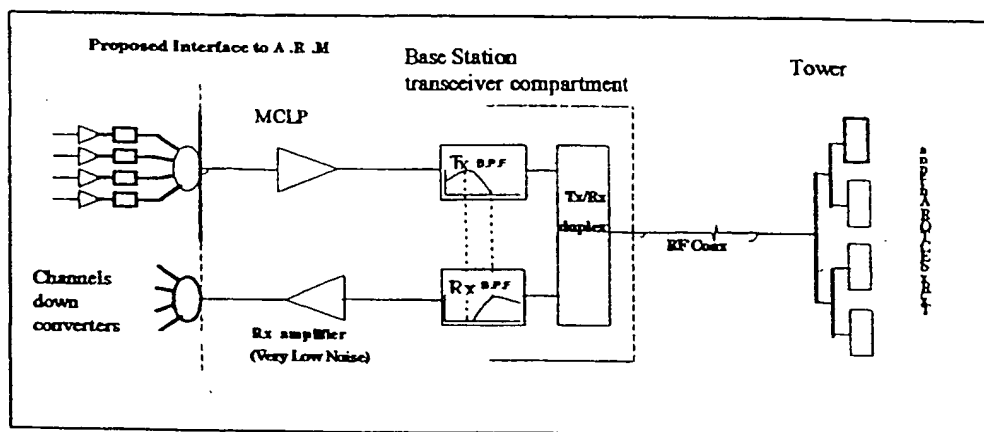 Proposed Interface to A .R .M
Base Station
transceiver compartment
Tower
MCLP
Tx B.P.F
Tx/Rx
duplex
RF Coax
Channels
down
converters
Rx B.P.F
Rx amplifier
(Very Low Noise)